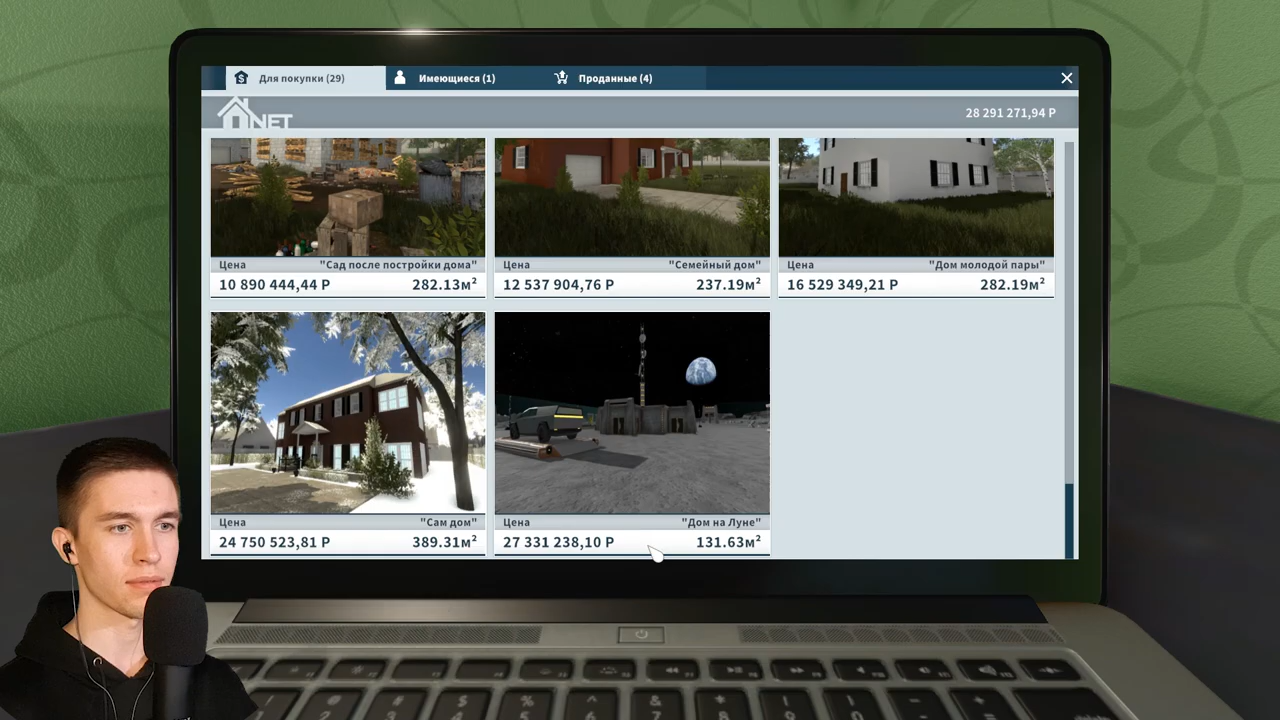 Для покупки (29)
Имеющиеся (1)
Проданные (4)
NET
28 291 271,94 Р
Цена
"Сад после постройки дома"
10 890 444,44 Р
282.13м²
Цена
"Семейный дом"
12 537 904,76 Р
237.19м²
Цена
"Дом молодой пары"
16 529 349,21 Р
282.19м²
Цена
"Сам дом"
24 750 523,81 Р
389.31м²
Цена
"Дом на Луне"
27 331 238,10 Р
131.63м²